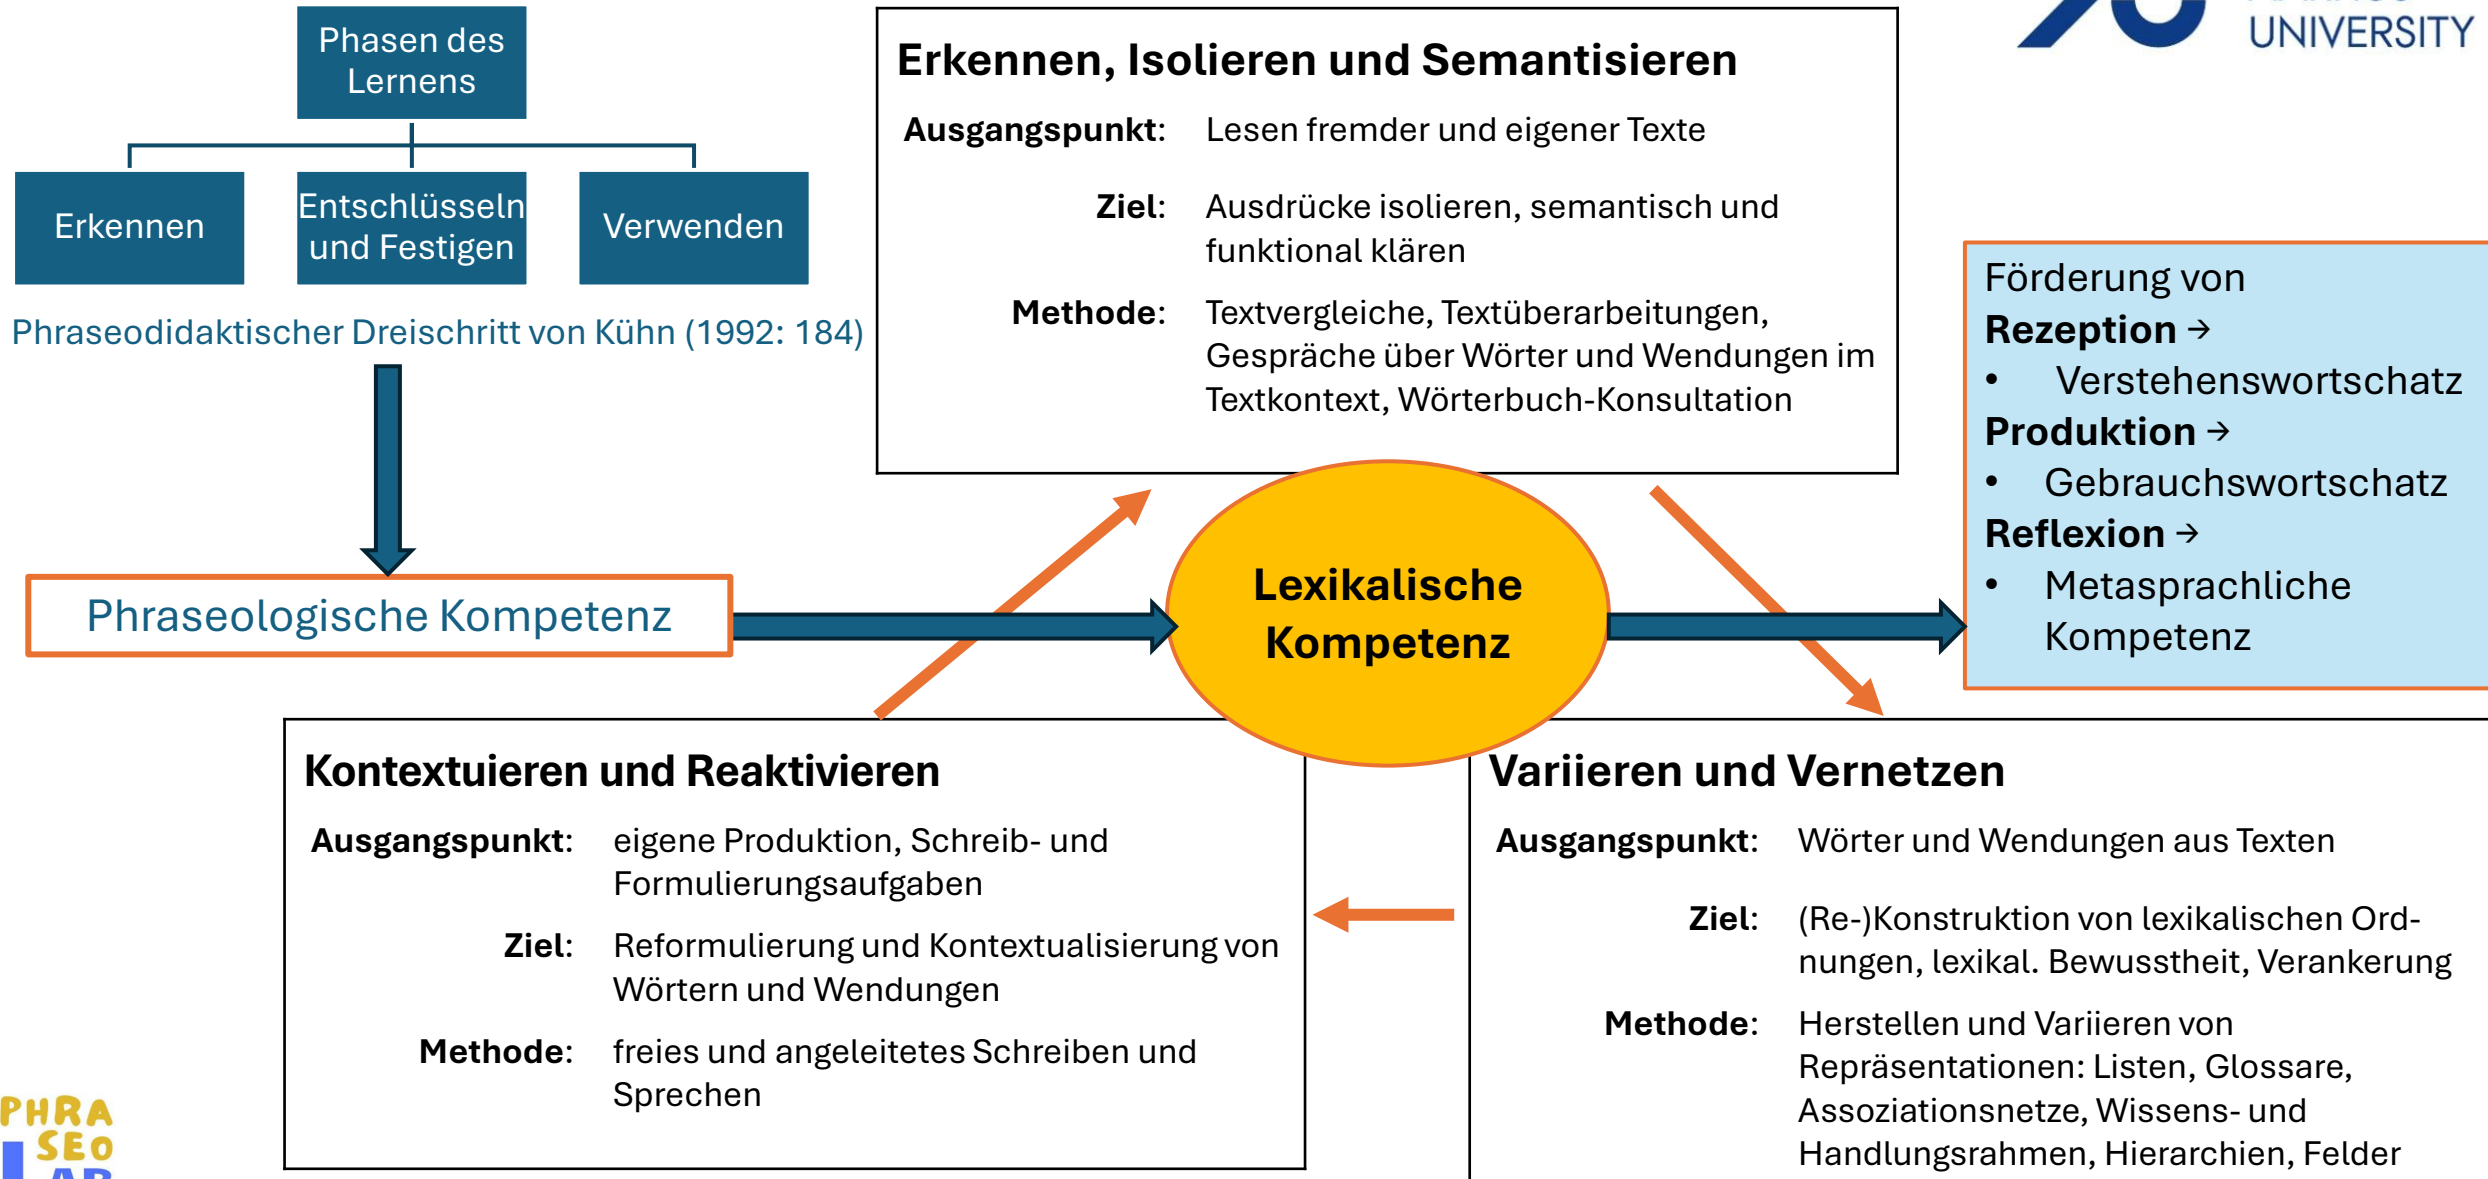 Phasen des
Lernens
Erkennen
Entschlüsseln
und Festigen
Verwenden
Phraseodidaktischer Dreischritt von Kühn (1992: 184)
Phraseologische Kompetenz
Erkennen, Isolieren und Semantisieren
Ausgangspunkt: Lesen fremder und eigener Texte
Ziel: Ausdrücke isolieren, semantisch und
funktional klären
Methode: Textvergleiche, Textüberarbeitungen,
Gespräche über Wörter und Wendungen im
Textkontext, Wörterbuch-Konsultation
UNIVERSITY
Lexikalische
Kompetenz
Förderung von
Rezeption →
• Verstehenswortschatz
Produktion →
• Gebrauchswortschatz
Reflexion →
• Metasprachliche
Kompetenz
Kontextuieren und Reaktivieren
Ausgangspunkt: eigene Produktion, Schreib- und
Formulierungsaufgaben
Ziel: Reformulierung und Kontextualisierung von
Wörtern und Wendungen
Methode: freies und angeleitetes Schreiben und
Sprechen
Variieren und Vernetzen
Ausgangspunkt: Wörter und Wendungen aus Texten
Ziel: (Re-)Konstruktion von lexikalischen Ord-
nungen, lexikal. Bewusstheit, Verankerung
Methode: Herstellen und Variieren von
Repräsentationen: Listen, Glossare,
Assoziationsnetze, Wissens- und
Handlungsrahmen, Hierarchien, Felder
PHRA
SEO
LAB